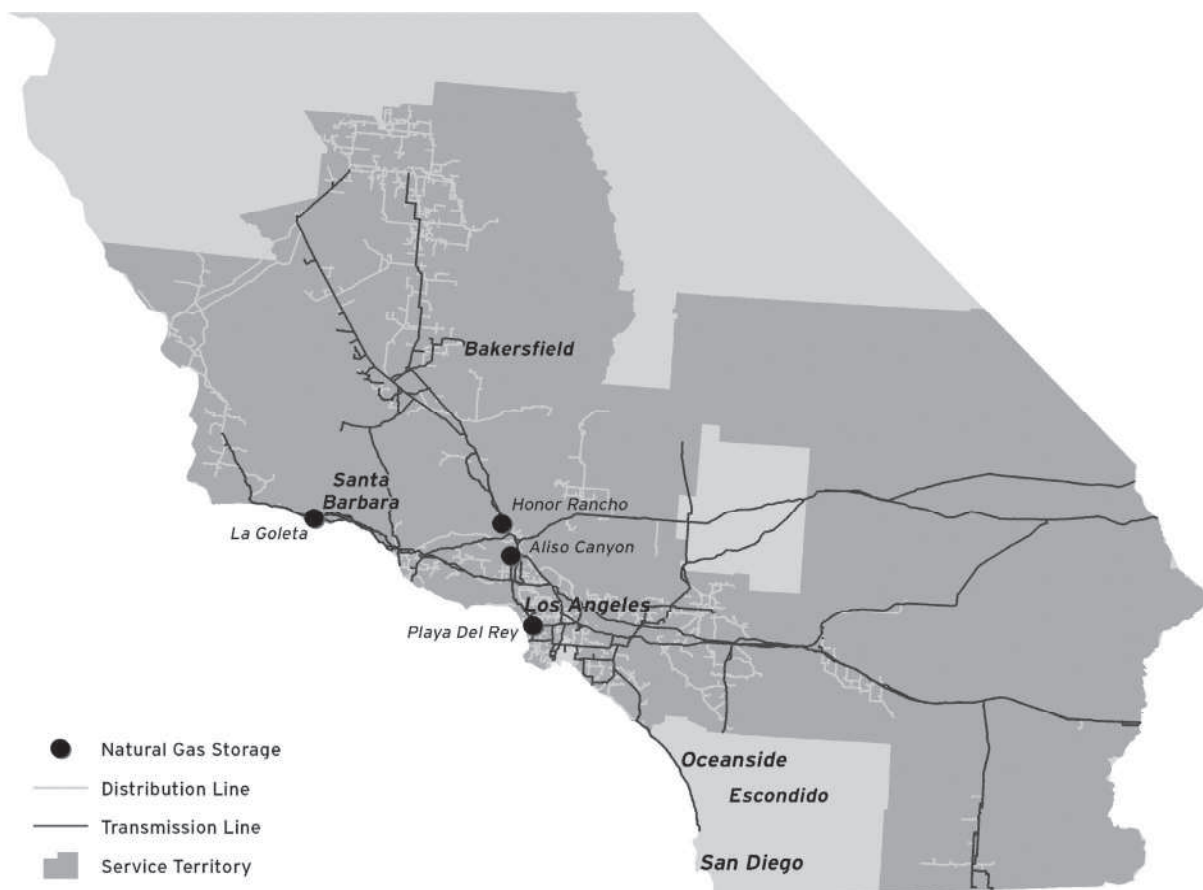 Bakersfield
Santa
Barbara
Honor Rancho
La Goleta
Aliso Canyon
Los Angeles
Playa Del Rey
Natural Gas Storage
Distribution Line
Transmission Line
Service Territory
Oceanside
Escondido
San Diego